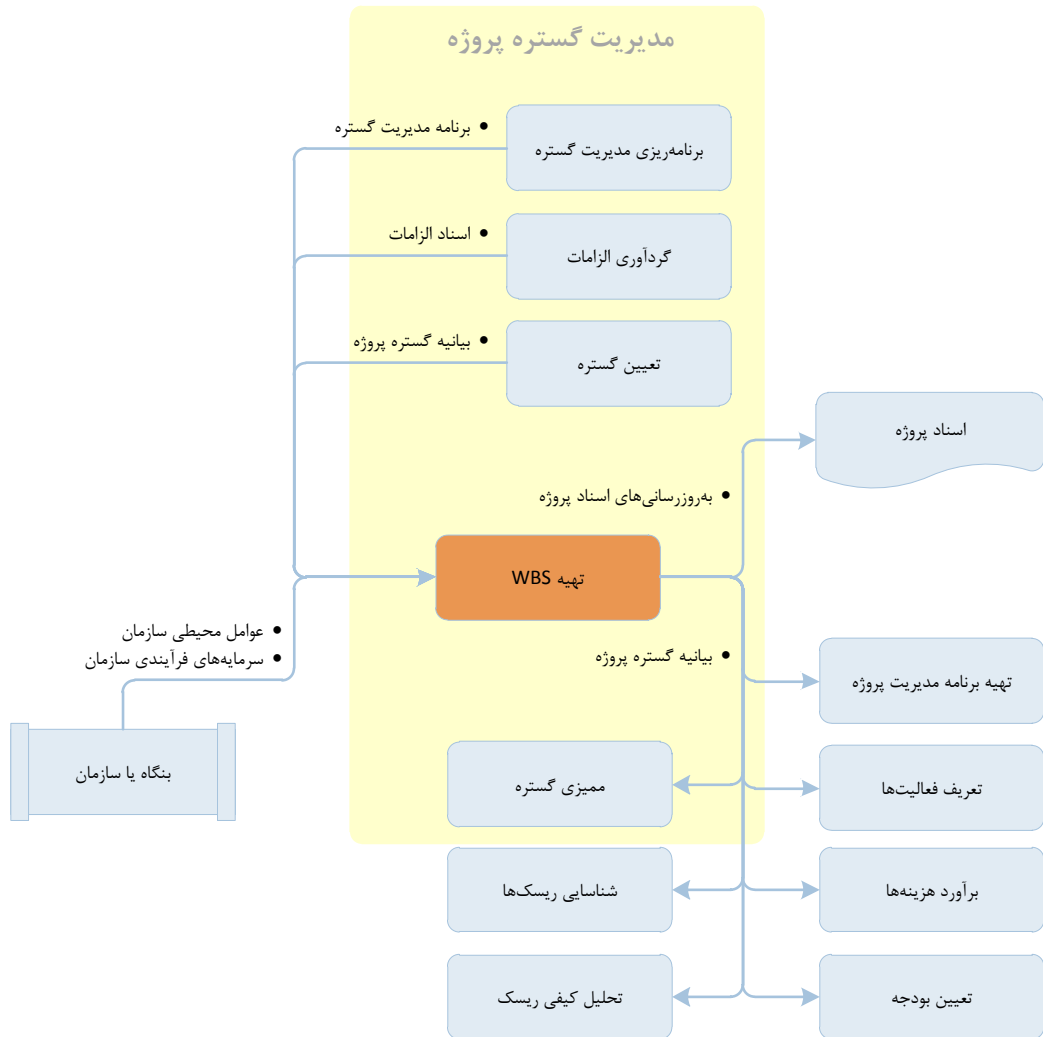 مدیریت گستره پروژه
• برنامه مدیریت گستره
برنامه‌ریزی مدیریت گستره
• اسناد الزامات
گردآوری الزامات
• بیانیه گستره پروژه
تعیین گستره
اسناد پروژه
• به‌روزرسانی‌های اسناد پروژه
تهیه WBS
• عوامل محیطی سازمان
• سرمایه‌های فرآیندی سازمان
• بیانیه گستره پروژه
تهیه برنامه مدیریت پروژه
بنگاه یا سازمان
تعریف فعالیت‌ها
ممیزی گستره
برآورد هزینه‌ها
شناسایی ریسک‌ها
تعیین بودجه
تحلیل کیفی ریسک